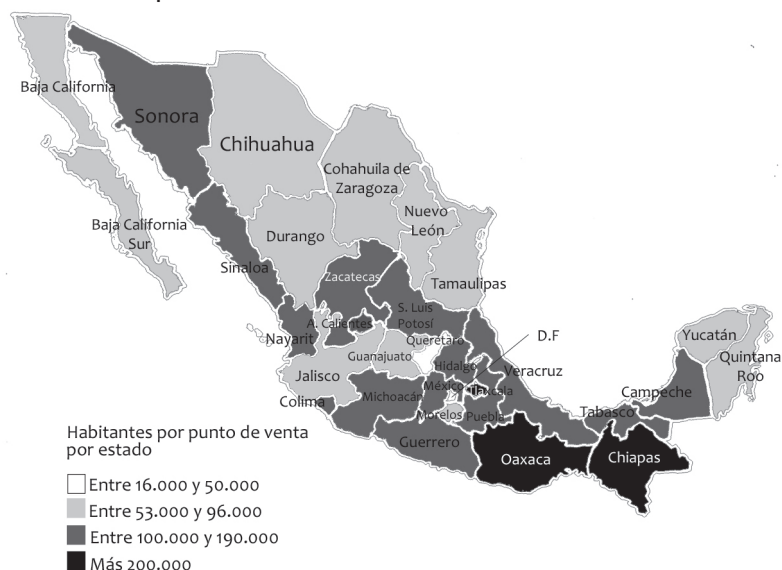 Baja California
Sonora
Chihuahua
Cohahuila de
Zaragoza
Nuevo
León
Baja California
Sur
Durango
Sinaloa
Zacatecas
Tamaulipas
S. Luis
Potosí
A. Calientes
Nayarit
Querétaro
D.F
Yucatán
Guanajuato
Quintana
Roo
Hidalgo
Veracruz
Jalisco
México
Tlaxcala
Michoacán
Campeche
Colima
Morelos
Puebla
Tabasco
Guerrero
Oaxaca
Chiapas
Habitantes por punto de venta
por estado
Entre 16.000 y 50.000
Entre 53.000 y 96.000
Entre 100.000 y 190.000
Más 200.000